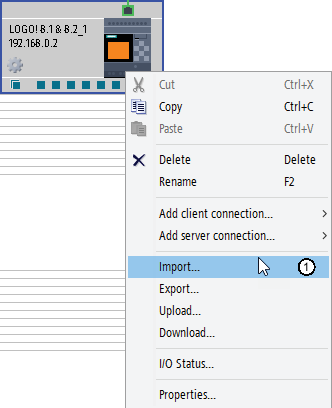 LOGO! 8.1 & 8.2_1
192.168.0.2
Cut Ctrl+X
Copy Ctrl+C
Paste Ctrl+V
Delete Delete
Rename F2
Add client connection... >
Add server connection... >
Import... 1
Export...
Upload...
Download...
I/O Status...
Properties...